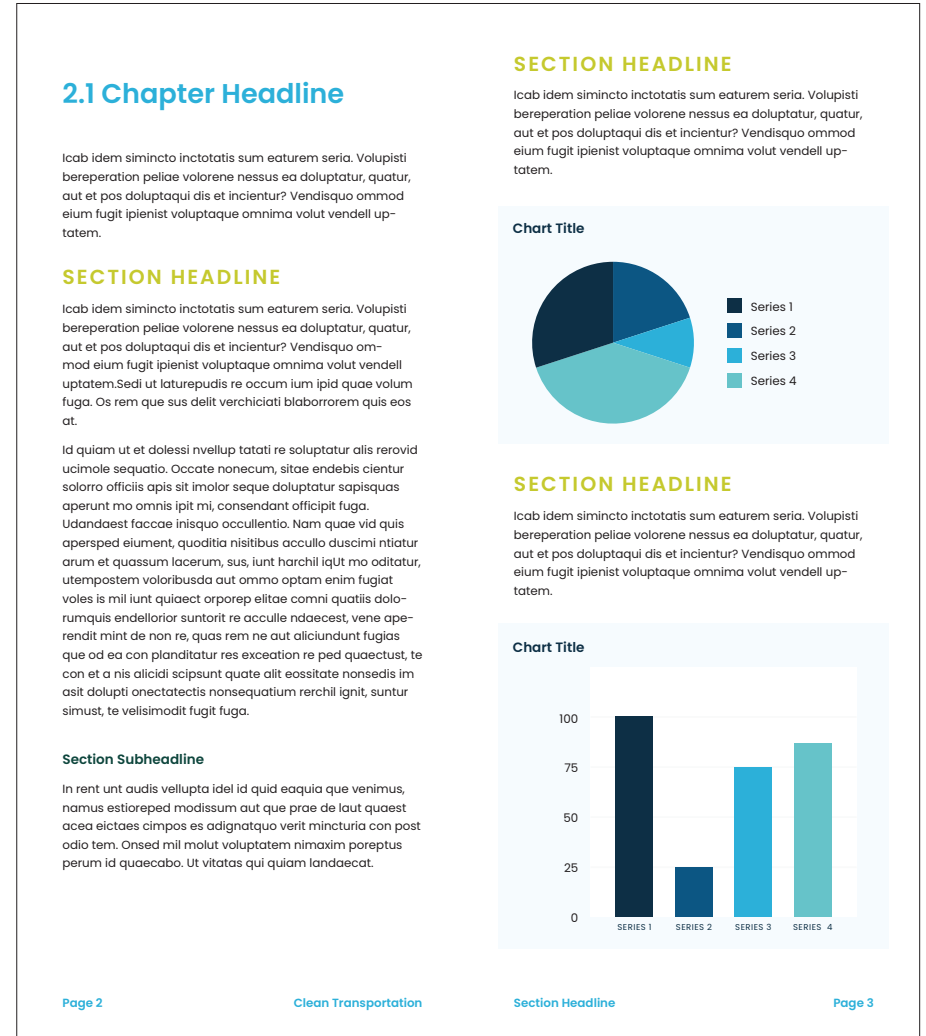 2.1 Chapter Headline
Icab idem simincto inctotatis sum eaturem seria. Volupisti
bereperation peliae volorene nessus ea doluptatur, quatur,
aut et pos doluptaqui dis et incientur? Vendisquo ommod
eium fugit ipienist voluptaque omnima volut vendell up-
tatem.
SECTION HEADLINE
Icab idem simincto inctotatis sum eaturem seria. Volupisti
bereperation peliae volorene nessus ea doluptatur, quatur,
aut et pos doluptaqui dis et incientur? Vendisquo om-
mod eium fugit ipienist voluptaque omnima volut vendell
uptatem.Sedi ut laturepudis re occum ium ipid quae volum
fuga. Os rem que sus delit verchiciati blaborrorem quis eos
at.
Id quiam ut et dolessi nvellup tatati re soluptatur alis rerovid
ucimole sequatio. Occate nonecum, sitae endebis cientur
solorro officiis apis sit imolor seque doluptatur sapisquas
aperunt mo omnis ipit mi, consendant officipit fuga.
Udandaest faccae inisquo occullentio. Nam quae vid quis
apersped eiument, quoditia nisitibus accullo duscimi ntiatur
arum et quassum lacerum, sus, iunt harchil iqUt mo oditatur,
utempostem voloribusda aut ommo optam enim fugiat
voles is mil iunt quiaect orporep elitae comni quatiis dolo-
rumquis endellorior suntorit re acculle ndaecest, vene ape-
rendit mint de non re, quas rem ne aut aliciundunt fugias
que od ea con planditatur res exceation re ped quaectust, te
con et a nis alicidi scipsunt quate alit eossitate nonsedis im
asit dolupti onectatectis nonsequatium rerchil ignit, suntur
simust, te velisimodit fugit fuga.
Section Subheadline
In rent unt audis vellupta idel id quid eaquia que venimus,
namus estioreped modissum aut que prae de laut quaest
acea eictaes cimpos es adignatquo verit mincturia con post
odio tem. Onsed mil molut voluptatem nimaxim poreptus
perum id quaecabo. Ut vitatas qui quiam landaecat.
Page 2
Clean Transportation
SECTION HEADLINE
Icab idem simincto inctotatis sum eaturem seria. Volupisti
bereperation peliae volorene nessus ea doluptatur, quatur,
aut et pos doluptaqui dis et incientur? Vendisquo ommod
eium fugit ipienist voluptaque omnima volut vendell up-
tatem.
Chart Title
Series 1
Series 2
Series 3
Series 4
SECTION HEADLINE
Icab idem simincto inctotatis sum eaturem seria. Volupisti
bereperation peliae volorene nessus ea doluptatur, quatur,
aut et pos doluptaqui dis et incientur? Vendisquo ommod
eium fugit ipienist voluptaque omnima volut vendell up-
tatem.
Chart Title
100
75
50
25
0
SERIES 1 SERIES 2 SERIES 3 SERIES 4
Section Headline
Page 3